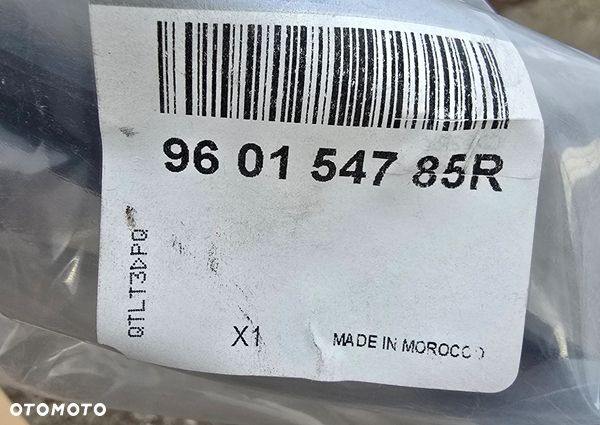 96 01 547 85R
QTLT3DPQ
X1
MADE IN MOROCCO
OTOMOTO